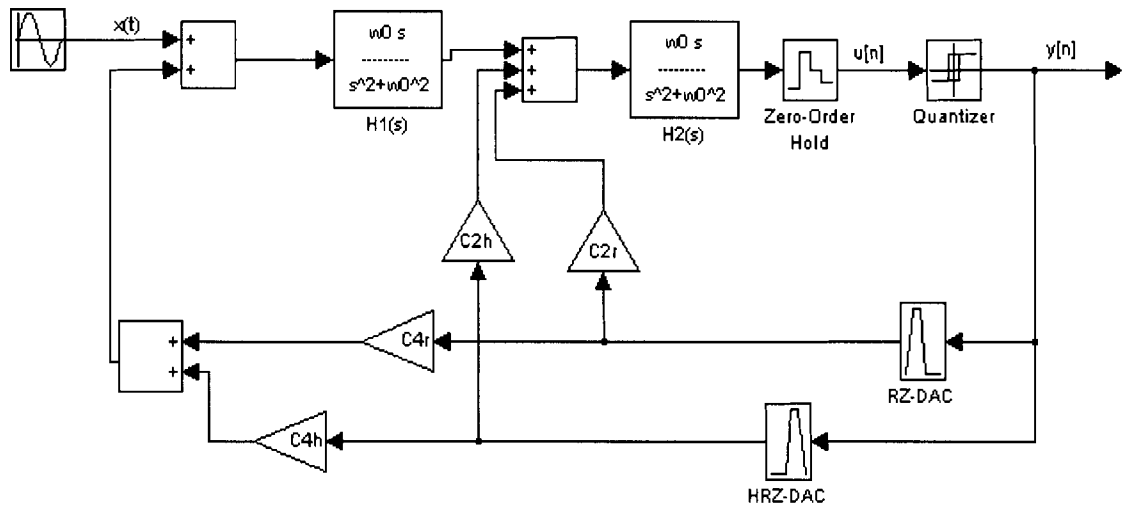 x(t)
+
+
w0 s
--------
s^2+w0^2
H1(s)
+
+
+
w0 s
--------
s^2+w0^2
H2(s)
Zero-Order
Hold
u[n]
Quantizer
y[n]
C2h
C2r
+
+
C4r
RZ-DAC
C4h
HRZ-DAC